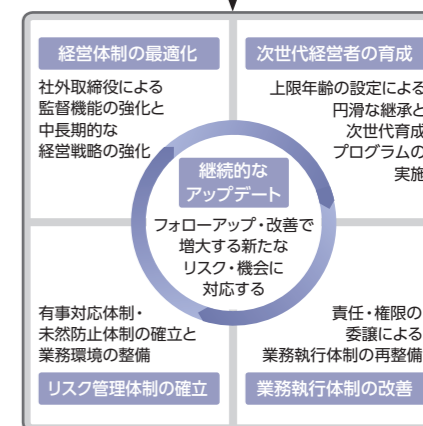 経営体制の最適化
社外取締役による
監督機能の強化と
中長期的な
経営戦略の強化
次世代経営者の育成
上限年齢の設定による
円滑な継承と
次世代育成
プログラムの
実施
継続的な
アップデート
フォローアップ・改善で
増大する新たな
リスク・機会に
対応する
有事対応体制・
未然防止体制の確立と
業務環境の整備
リスク管理体制の確立
責任・権限の
委譲による
業務執行体制の再整備
業務執行体制の改善